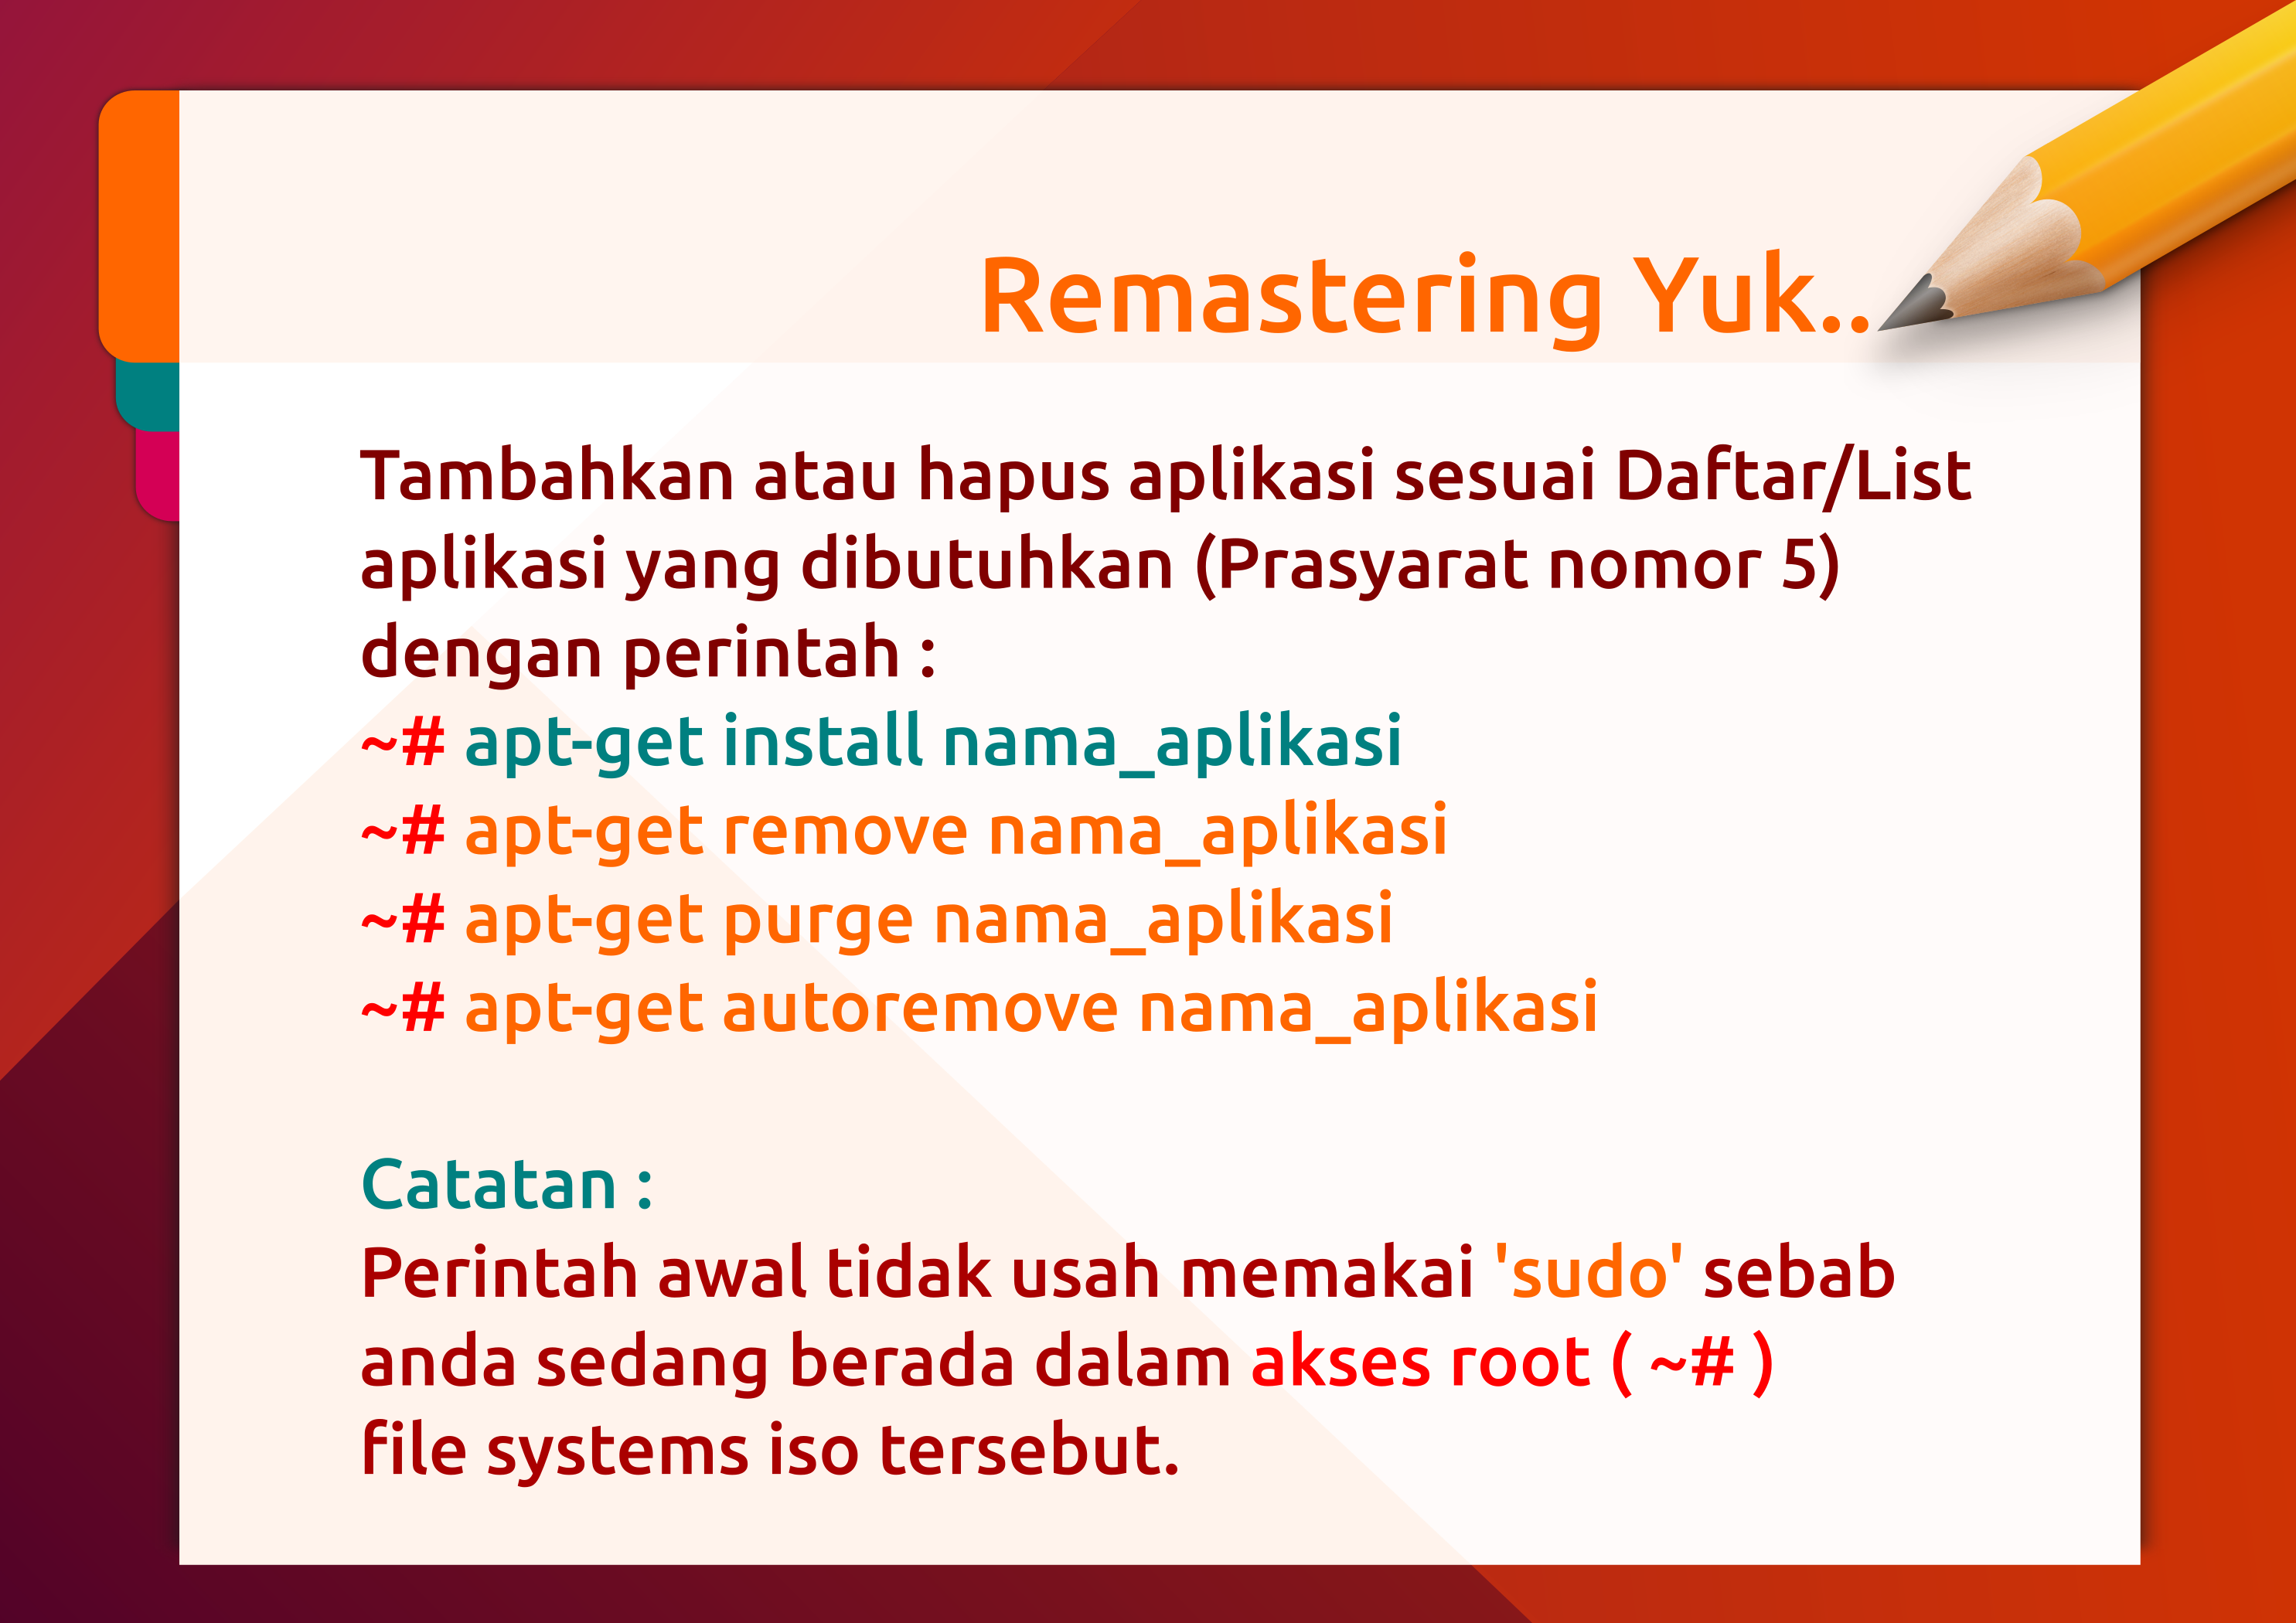 Remastering Yuk..
Tambahkan atau hapus aplikasi sesuai Daftar/List
aplikasi yang dibutuhkan (Prasyarat nomor 5)
dengan perintah :
~# apt-get install nama_aplikasi
~# apt-get remove nama_aplikasi
~# apt-get purge nama_aplikasi
~# apt-get autoremove nama_aplikasi
Catatan :
Perintah awal tidak usah memakai 'sudo' sebab
anda sedang berada dalam akses root ( ~# )
file systems iso tersebut.